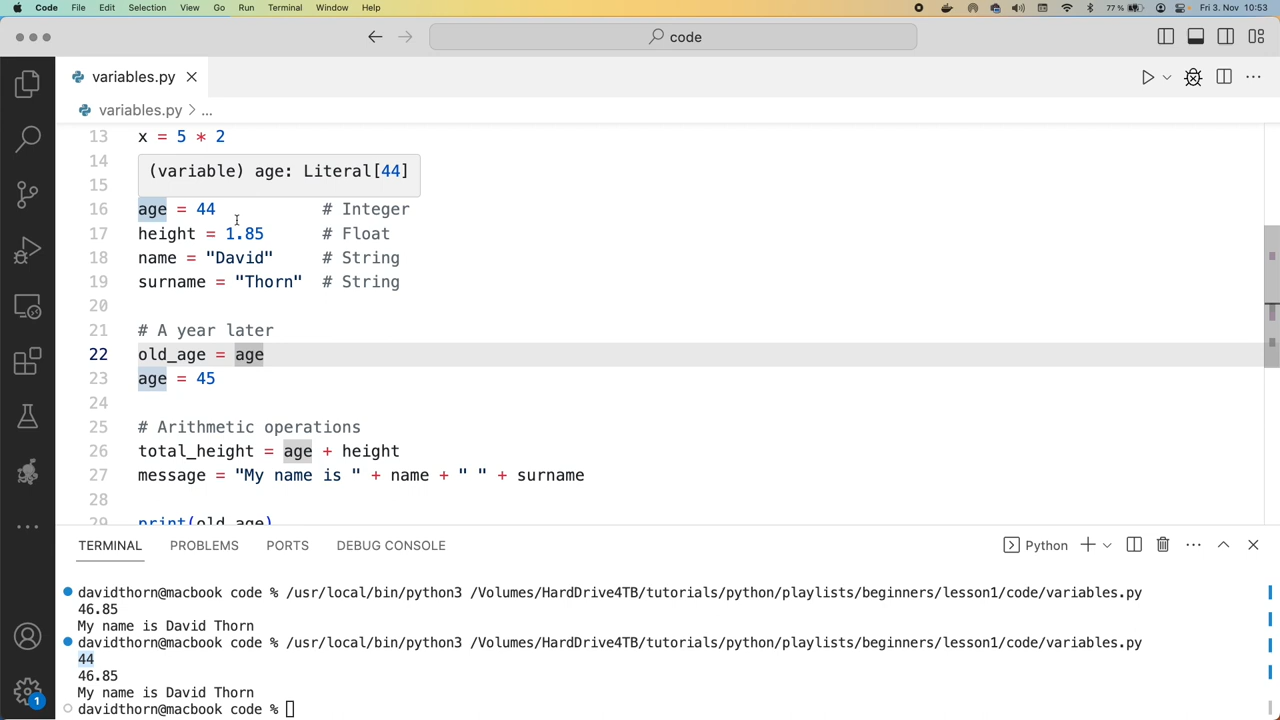 Code File Edit Selection View Go Run Terminal Window Help 77% Fri 3. Nov. 10:53
code
variables.py
variables.py > ...
13 x = 5 * 2
14
(variable) age: Literal[44]
15
16 age = 44 # Integer
17 height = 1.85 # Float
18 name = "David" # String
19 surname = "Thorn" # String
20
21 # A year later
22 old_age = age
23 age = 45
24
25 # Arithmetic operations
26 total_height = age + height
27 message = "My name is " + name + " " + surname
28
29 print(old_age)
TERMINAL PROBLEMS PORTS DEBUG CONSOLE Python
davidthorn@macbook code % /usr/local/bin/python3 /Volumes/HardDrive4TB/tutorials/python/playlists/beginners/lesson1/code/variables.py
46.85
My name is David Thorn
davidthorn@macbook code % /usr/local/bin/python3 /Volumes/HardDrive4TB/tutorials/python/playlists/beginners/lesson1/code/variables.py
44
46.85
My name is David Thorn
1
davidthorn@macbook code %